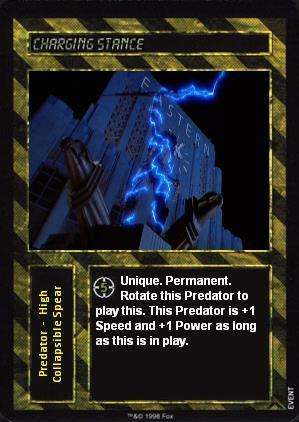 CHARGING STANCE
EASTERN
Predator - High
Collapsible Spear
5
Unique. Permanent.
Rotate this Predator to
play this. This Predator is +1
Speed and +1 Power as long
as this is in play.
EVENT
™&© 1998 Fox